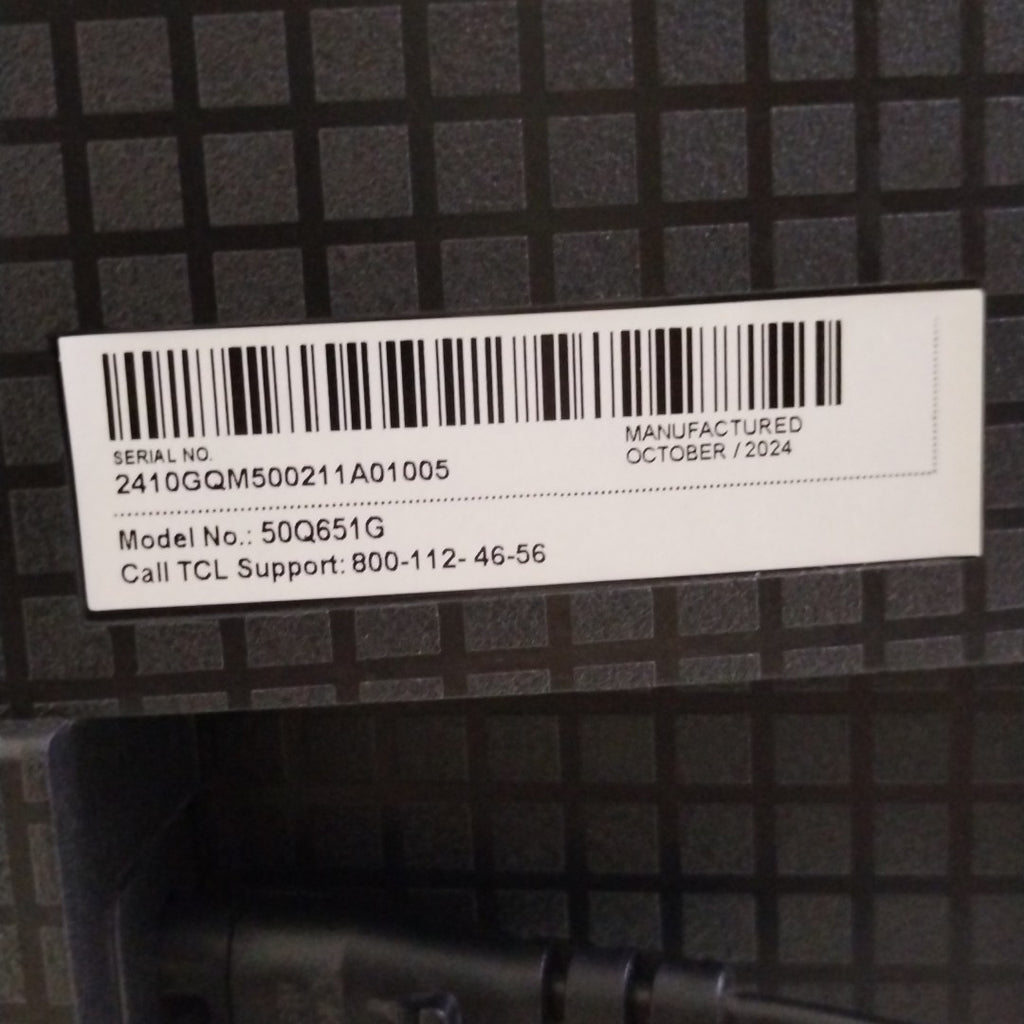 SERIAL NO.
2410GQM500211A01005
MANUFACTURED
OCTOBER / 2024
Model No.: 50Q651G
Call TCL Support: 800-112- 46-56